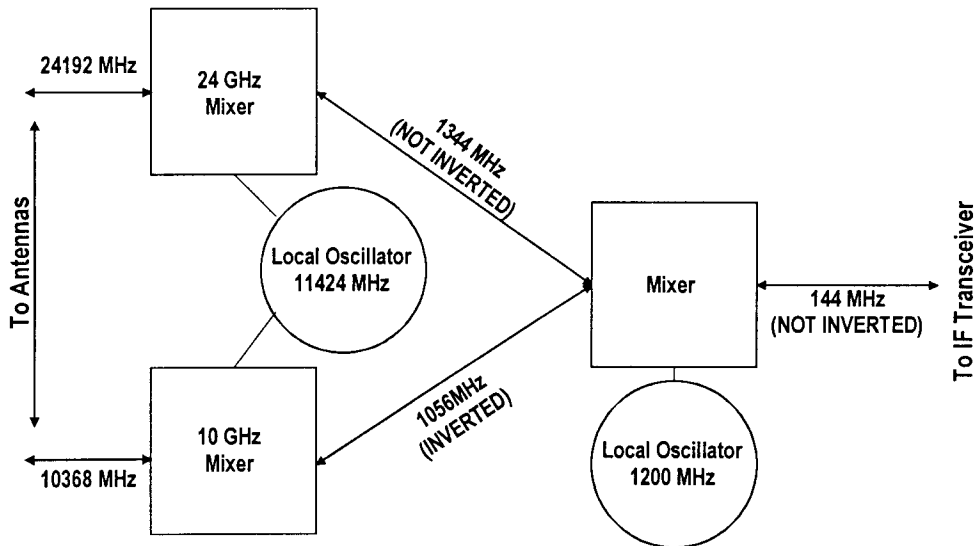 24192 MHz
24 GHz
Mixer
1344 MHz
(NOT INVERTED)
To Antennas
Local Oscillator
11424 MHz
Mixer
144 MHz
(NOT INVERTED)
To IF Transceiver
1056MHz
(INVERTED)
10 GHz
Mixer
10368 MHz
Local Oscillator
1200 MHz